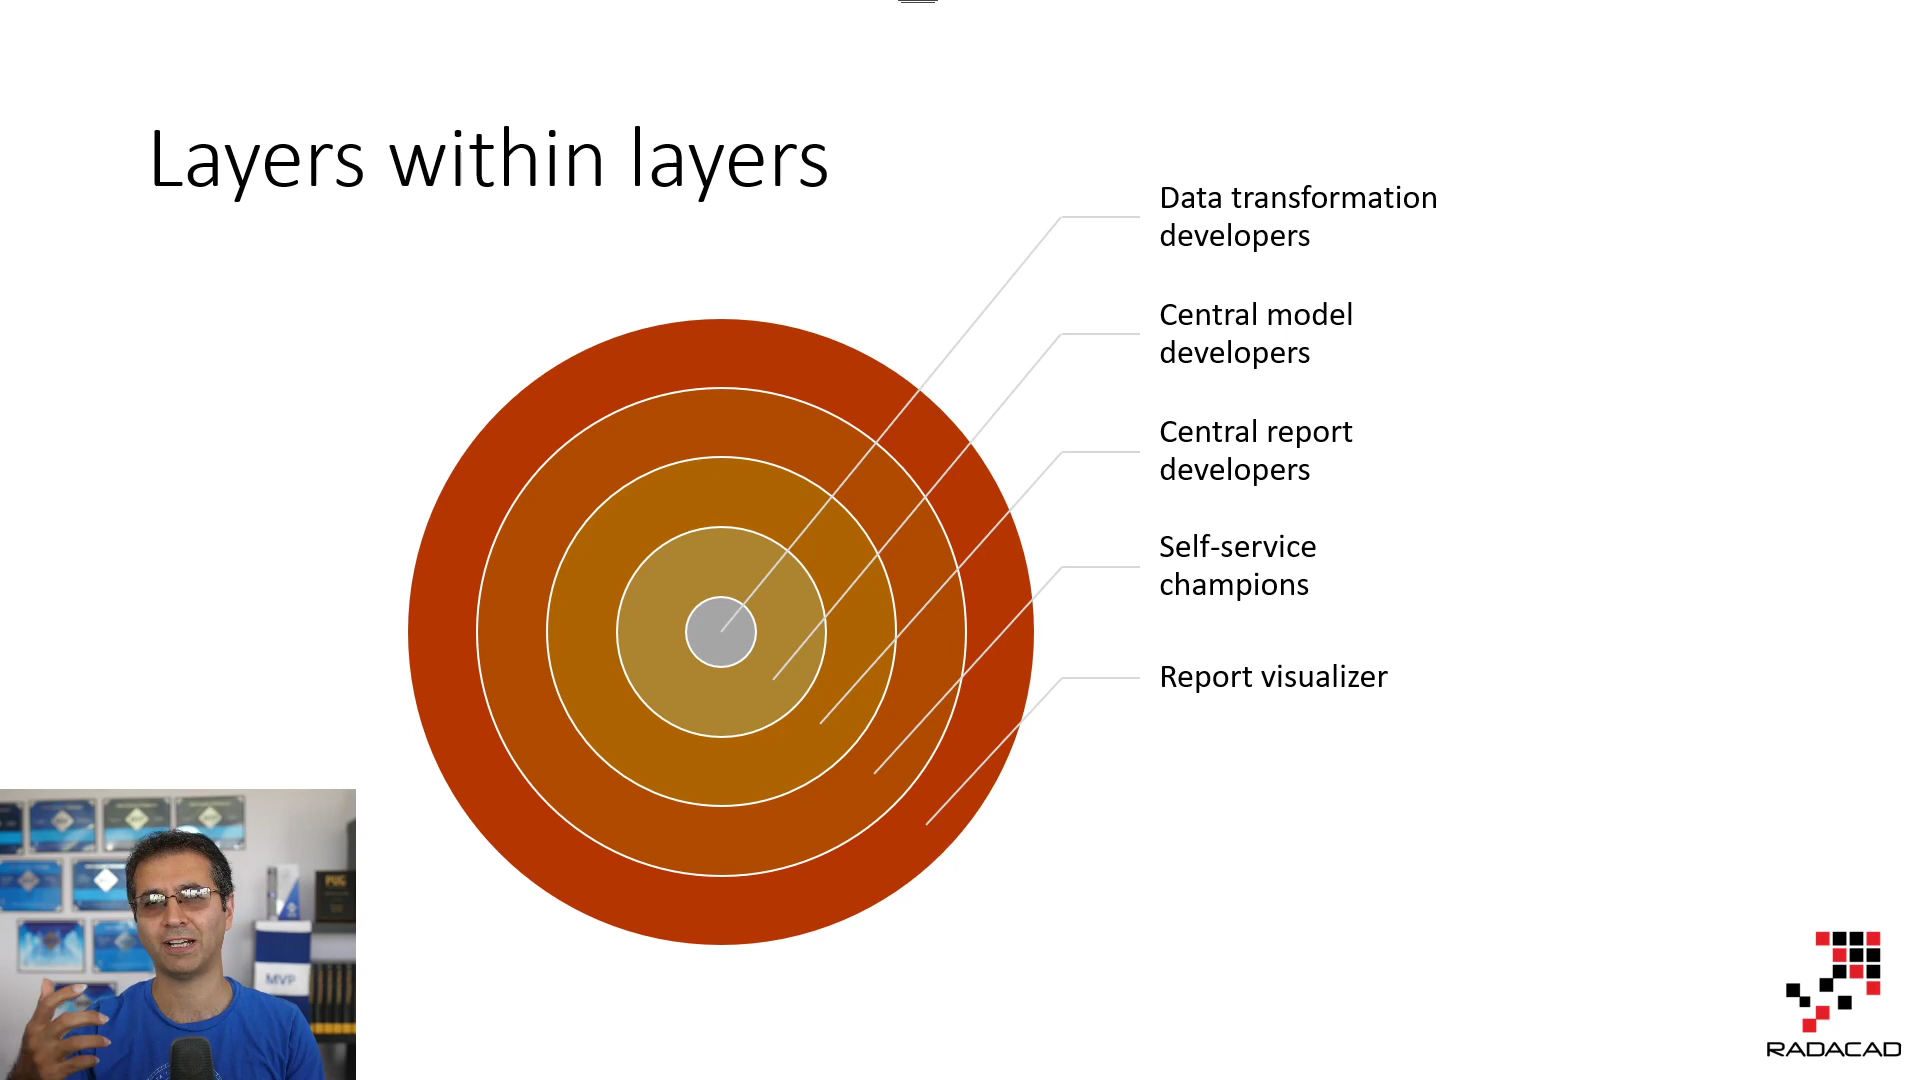 Layers within layers
Data transformation
developers
Central model
developers
Central report
developers
Self-service
champions
Report visualizer
MVP
RADACAD